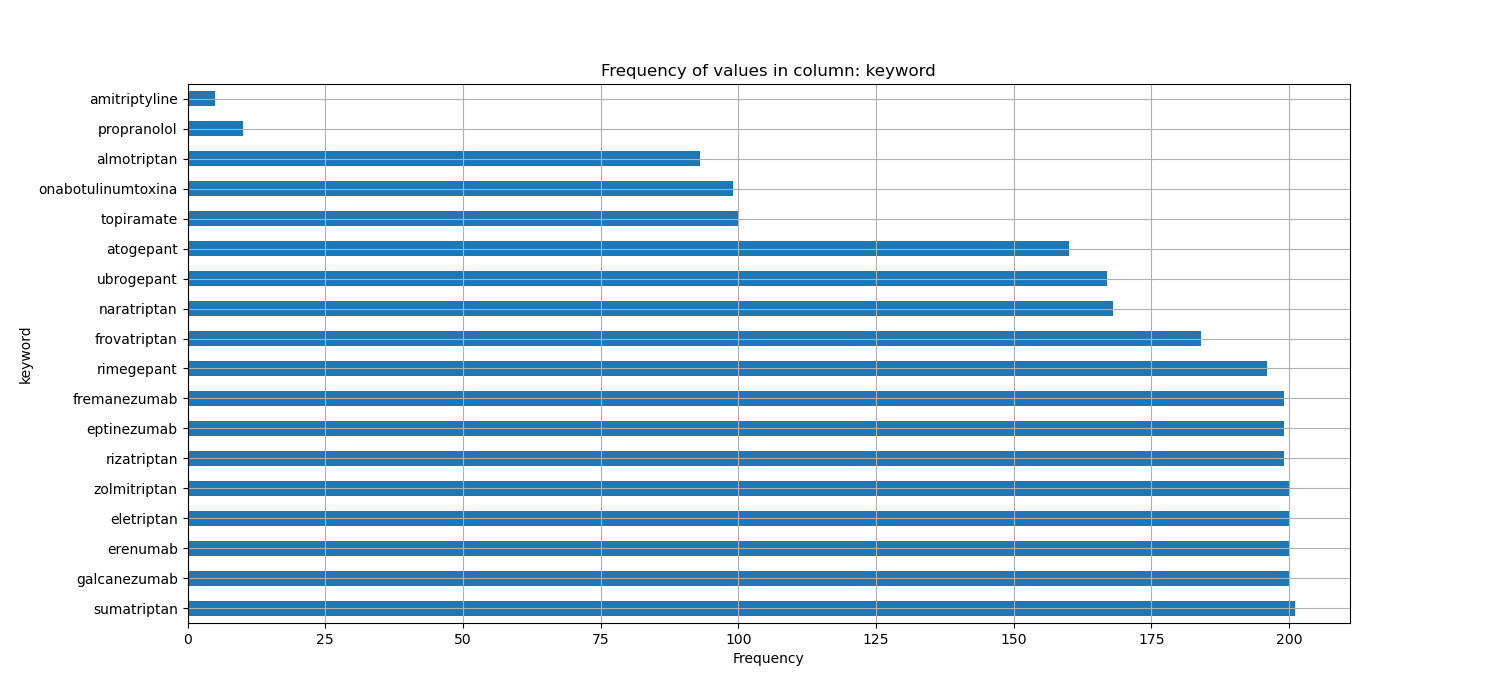 Frequency of values in column: keyword
keyword
amitriptyline
propranolol
almotriptan
onabotulinumtoxina
topiramate
atogepant
ubrogepant
naratriptan
frovatriptan
rimegepant
fremanezumab
eptinezumab
rizatriptan
zolmitriptan
eletriptan
erenumab
galcanezumab
sumatriptan
0 25 50 75 100 125 150 175 200
Frequency